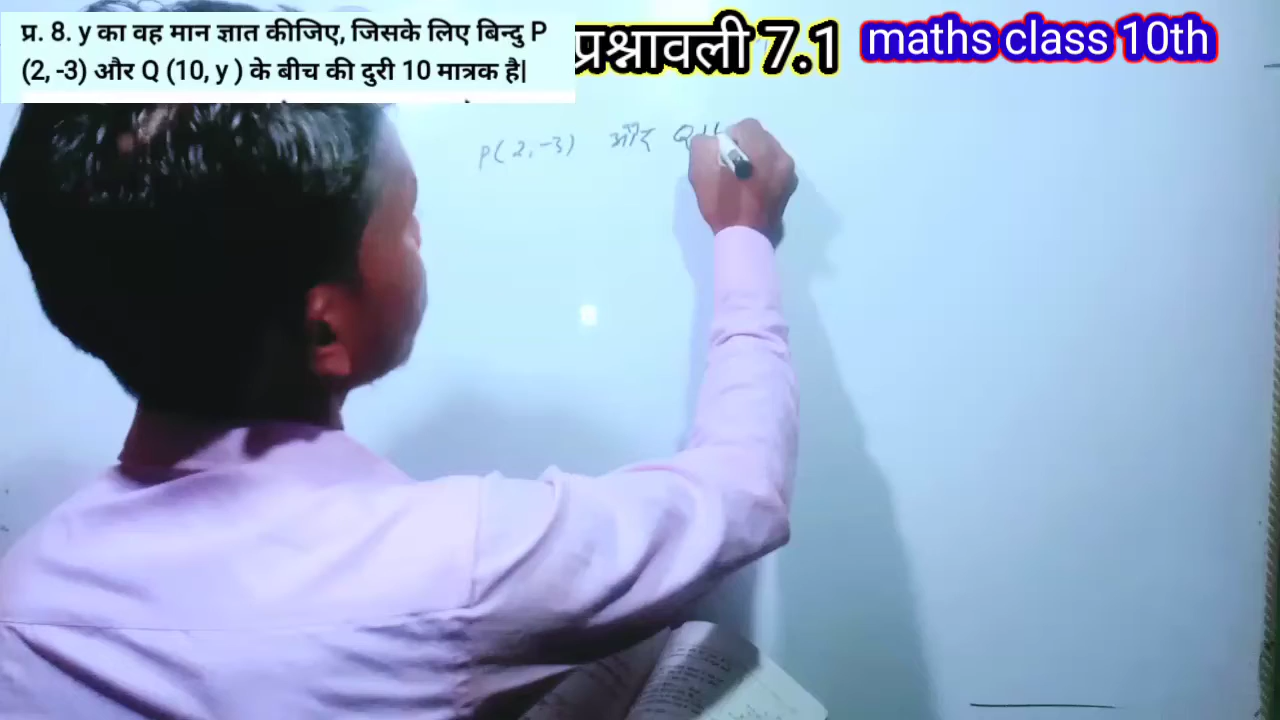 प्र. 8. y का वह मान ज्ञात कीजिए, जिसके लिए बिन्दु P
(2, -3) और Q (10, y ) के बीच की दुरी 10 मात्रक है|
प्रश्नावली 7.1
maths class 10th
P(2,-3) और Q